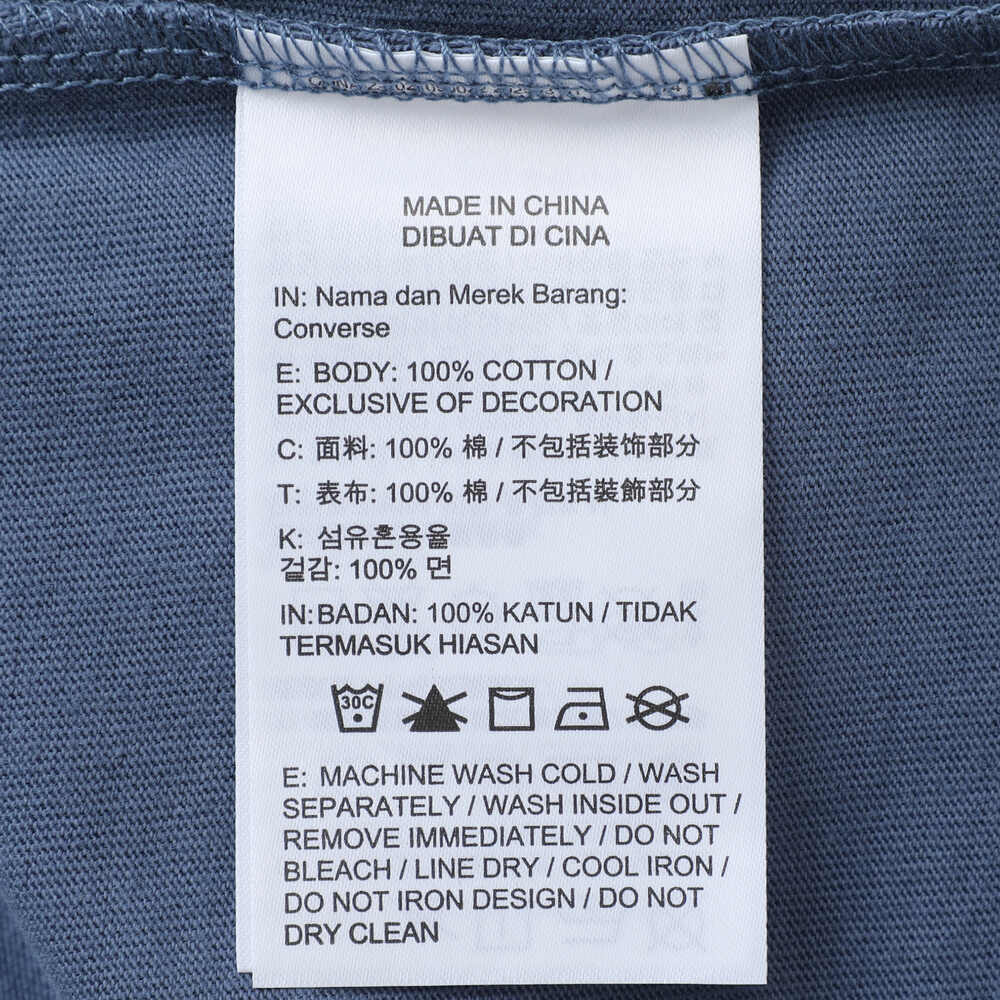 MADE IN CHINA
DIBUAT DI CINA
IN: Nama dan Merek Barang:
Converse
E: BODY: 100% COTTON /
EXCLUSIVE OF DECORATION
C: 面料: 100% 棉 / 不包括装饰部分
T: 表布: 100% 棉 / 不包括裝飾部分
K: 섬유혼용율
겉감: 100% 면
IN: BADAN: 100% KATUN / TIDAK
TERMASUK HIASAN
30C
E: MACHINE WASH COLD / WASH
SEPARATELY / WASH INSIDE OUT /
REMOVE IMMEDIATELY / DO NOT
BLEACH / LINE DRY / COOL IRON /
DO NOT IRON DESIGN / DO NOT
DRY CLEAN